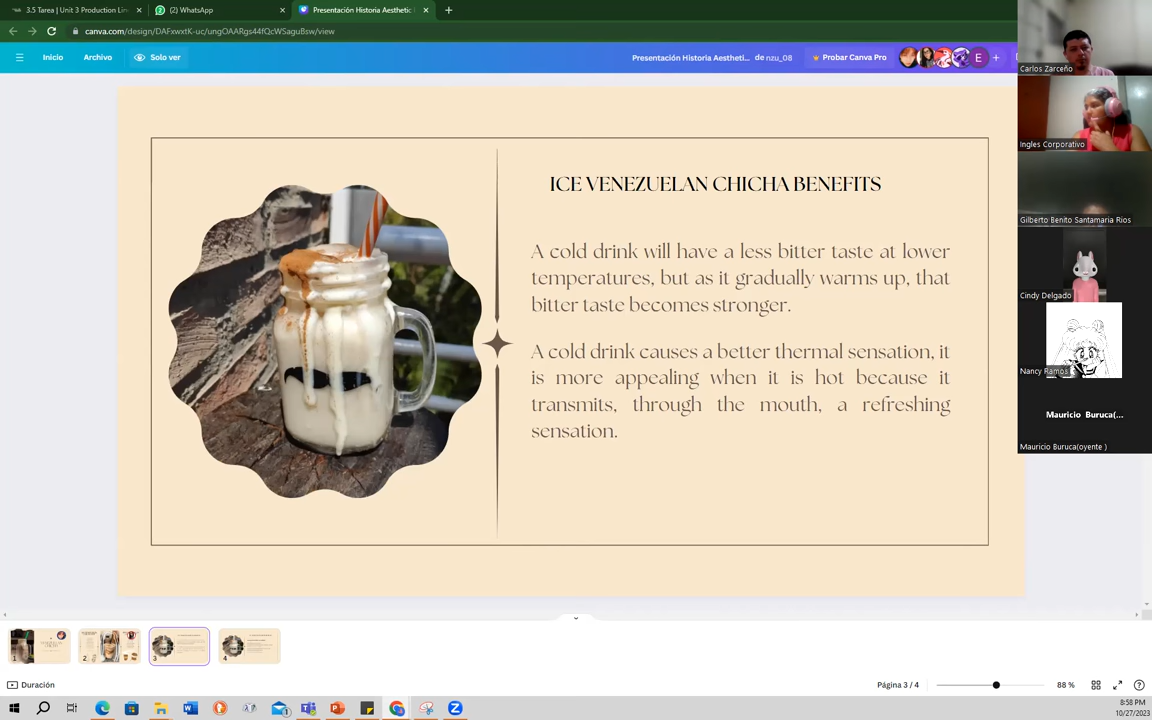 3.5 Tarea | Unit 3 Production Lin
(2) WhatsApp
Presentación Historia Aesthetic
canva.com/design/DAFxwxtK-uc/ungOAARgs44fQcWSaguBsw/view
Inicio
Archivo
Solo ver
Presentación Historia Aestheti... de nzu_08
Probar Canva Pro
E
ICE VENEZUELAN CHICHA BENEFITS
A cold drink will have a less bitter taste at lower
temperatures, but as it gradually warms up, that
bitter taste becomes stronger.
A cold drink causes a better thermal sensation, it
is more appealing when it is hot because it
transmits, through the mouth, a refreshing
sensation.
Carlos Zarceño
Ingles Corporativo
Gilberto Benito Santamaria Rios
Cindy Delgado
Nancy Ramos
Mauricio Buruca(...
Mauricio Buruca(oyente )
1
2
3
4
Duración
Página 3 / 4
88 %
8:58 PM
10/27/2023